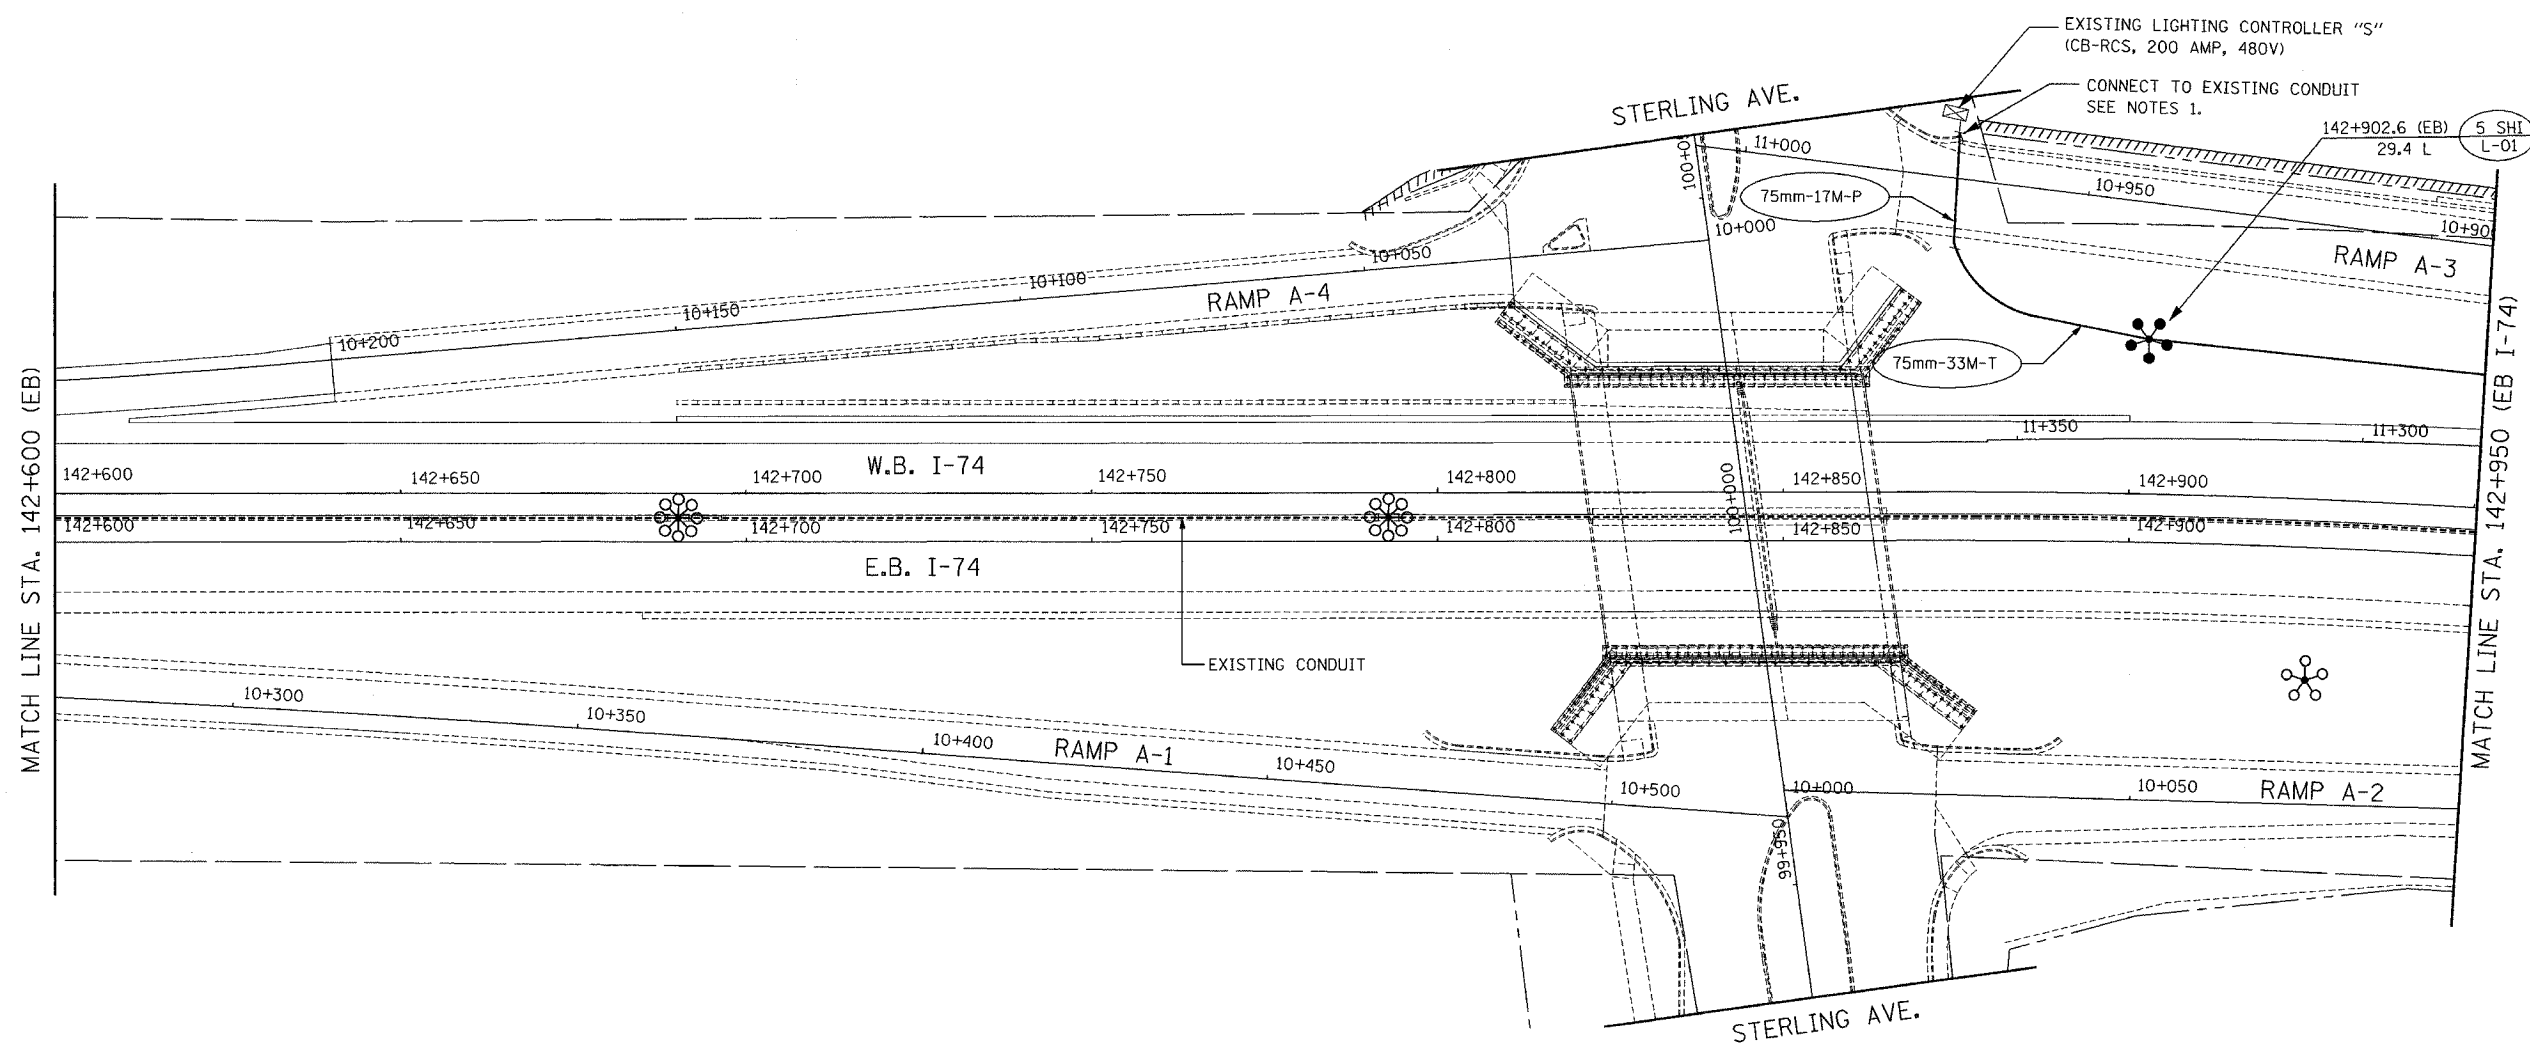 EXISTING LIGHTING CONTROLLER "S"
(CB-RCS, 200 AMP, 480V)
CONNECT TO EXISTING CONDUIT
SEE NOTES 1.
142+902.6 (EB)
29.4 L
5 SHI
L-01
STERLING AVE.
100+0
11+000
10+950
10+90
75mm-17M-P
10+000
RAMP A-3
10+050
10+100
10+150
10+200
RAMP A-4
75mm-33M-T
MATCH LINE STA. 142+600 (EB)
MATCH LINE STA. 142+950 (EB I-74)
11+350
11+300
W.B. I-74
142+600
142+650
142+700
142+750
142+800
142+850
142+900
100+000
142+600
142+650
142+700
142+750
142+800
142+850
142+900
E.B. I-74
EXISTING CONDUIT
10+300
10+350
10+400
RAMP A-1
10+450
10+500
10+000
10+050
RAMP A-2
99+950
STERLING AVE.